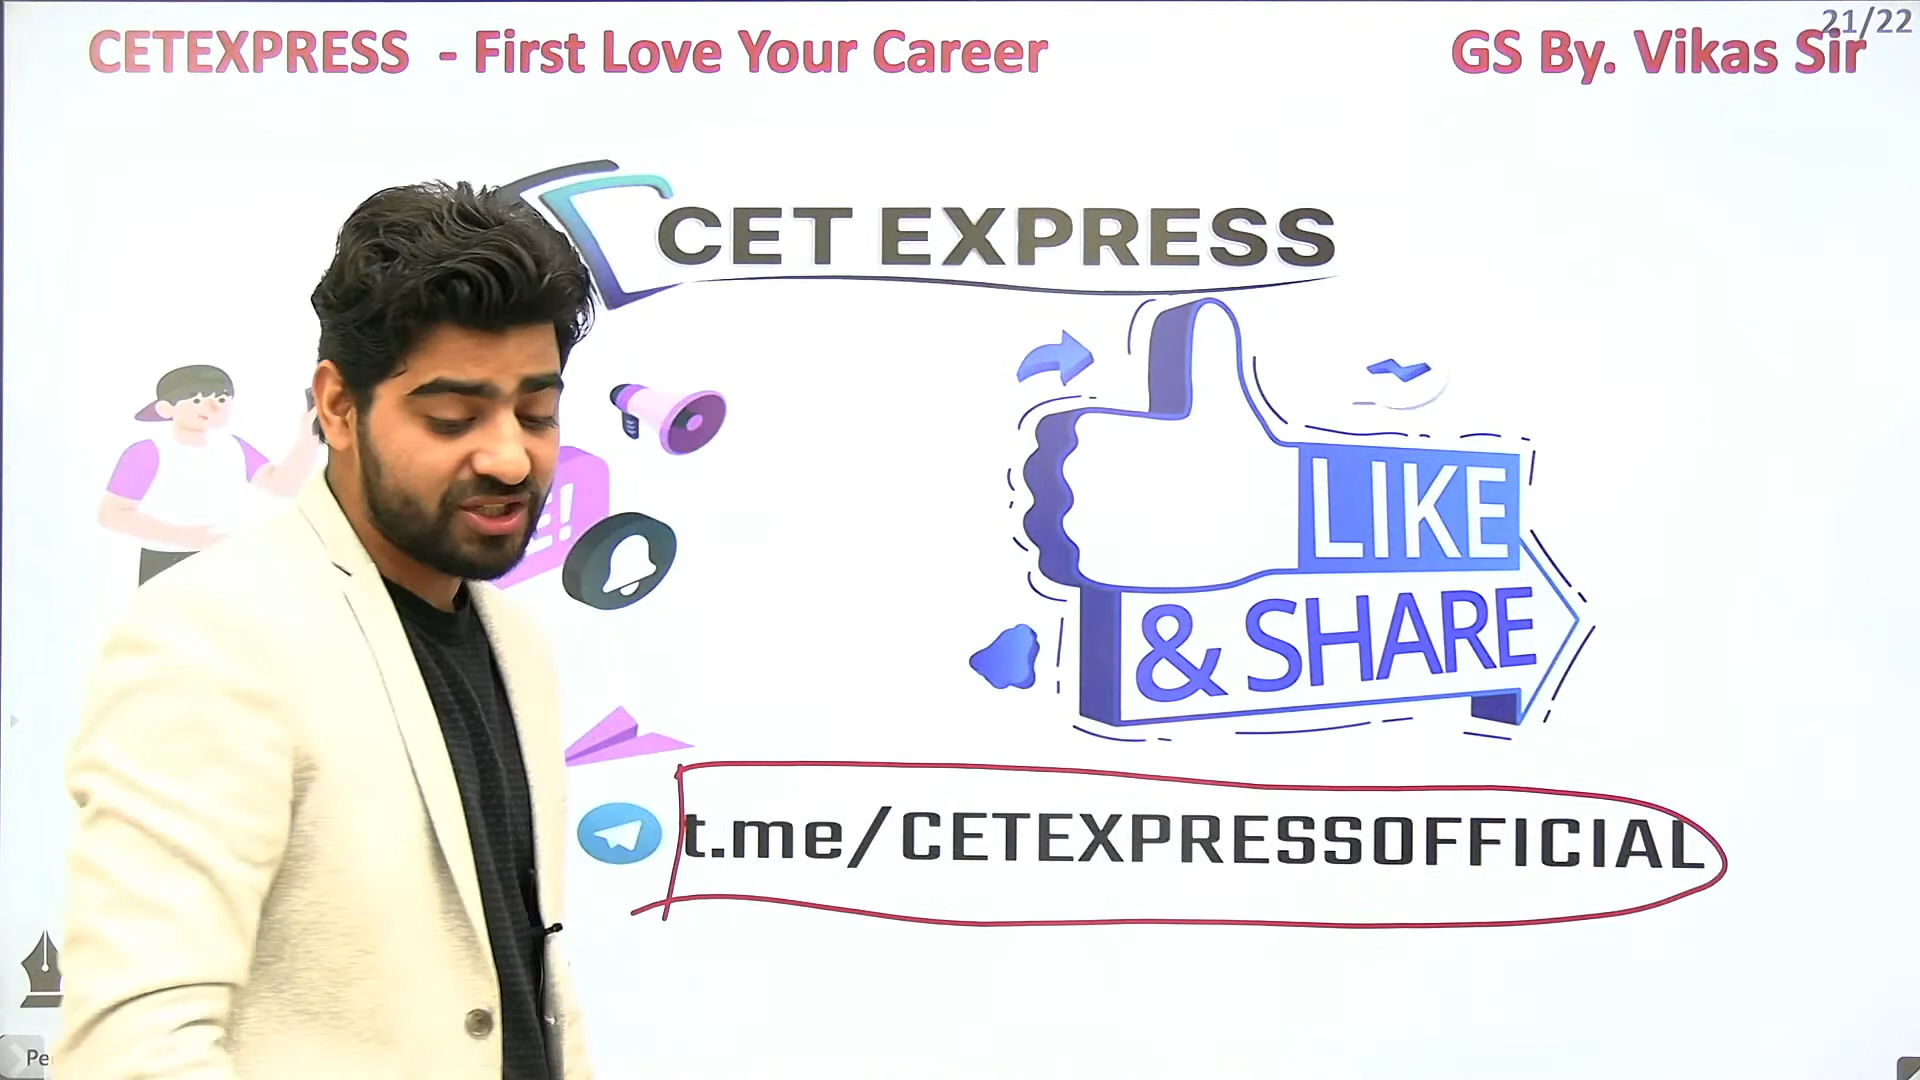 21/22
CETEXPRESS - First Love Your Career
GS By. Vikas Sir
CET EXPRESS
LIKE
& SHARE
t.me/CETEXPRESSOFFICIAL